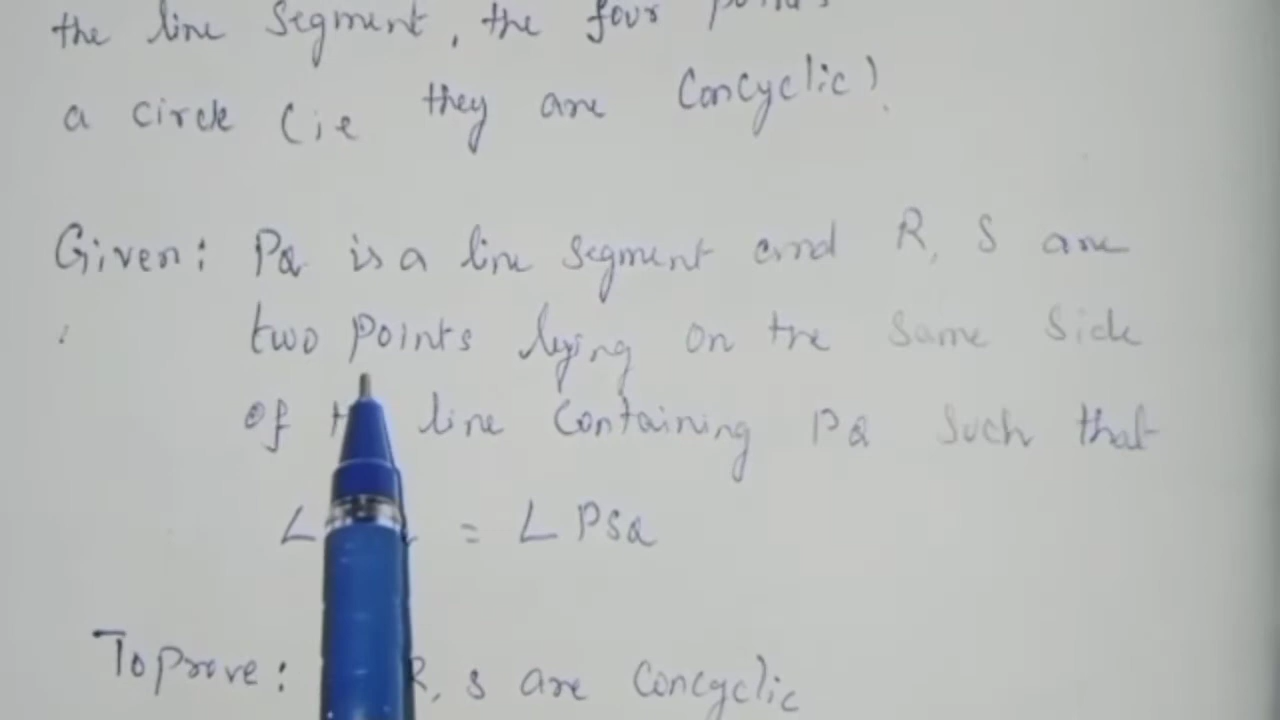 the line segment, the four points
a circle (ie they are Concyclic).
Given: PQ is a line segment and R, S are
two points lying on the same side
of line containing PQ such that
∠ = ∠ PSQ
To prove: R, S are concyclic